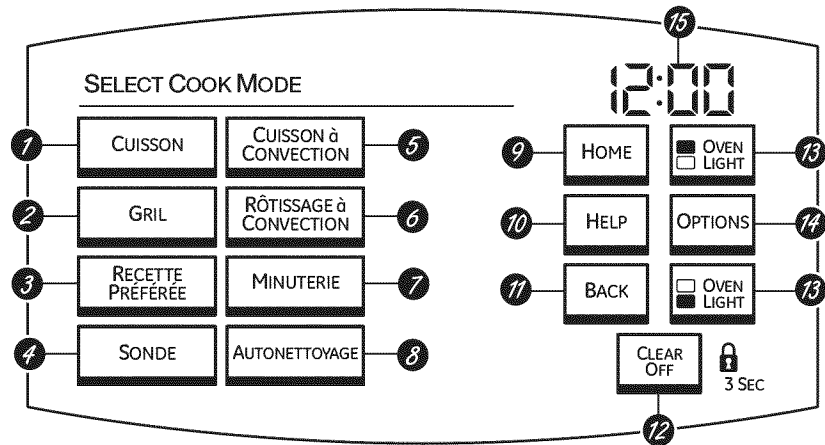 15
12:00
SELECT COOK MODE
1 CUISSON CUISSON à CONVECTION 5
9 HOME OVEN LIGHT 13
2 GRIL RÔTISSAGE à CONVECTION 6
10 HELP OPTIONS 14
3 RECETTE PRÉFÉRÉE MINUTERIE 7
11 BACK OVEN LIGHT 13
4 SONDE AUTONETTOYAGE 8
CLEAR OFF
3 SEC
12